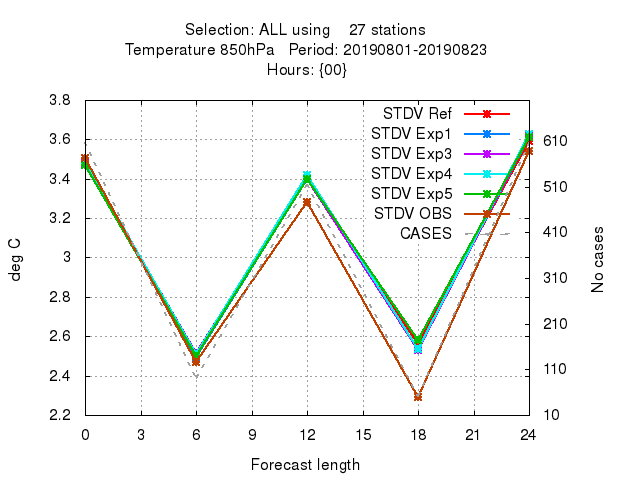 Selection: ALL using 27 stations
Temperature 850hPa Period: 20190801-20190823
Hours: {00}
3.8
3.6
3.4
3.2
3
2.8
2.6
2.4
2.2
deg C
STDV Ref
STDV Exp1
STDV Exp3
STDV Exp4
STDV Exp5
STDV OBS
CASES
610
510
410
310
210
110
10
No cases
0 3 6 9 12 15 18 21 24
Forecast length